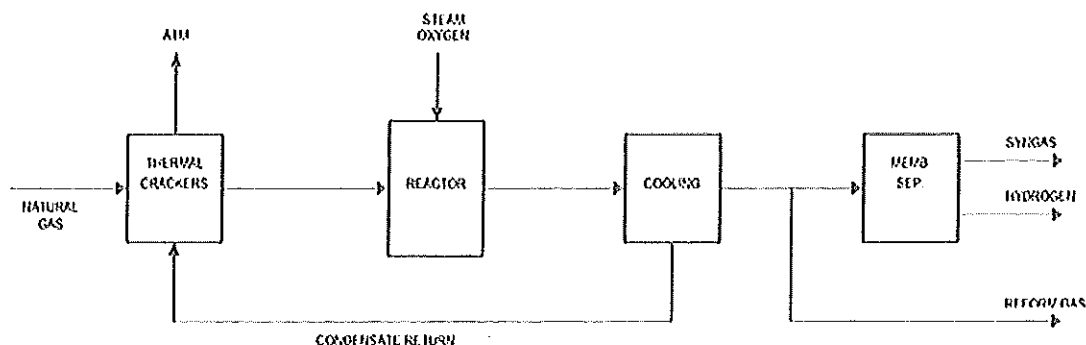 ATM
STEAM
OXYGEN
THERMAL
CRACKERS
REACTOR
COOLING
MEMB
SEP.
SYNGAS
HYDROGEN
NATURAL
GAS
REFORM GAS
CONDENSATE RETURN